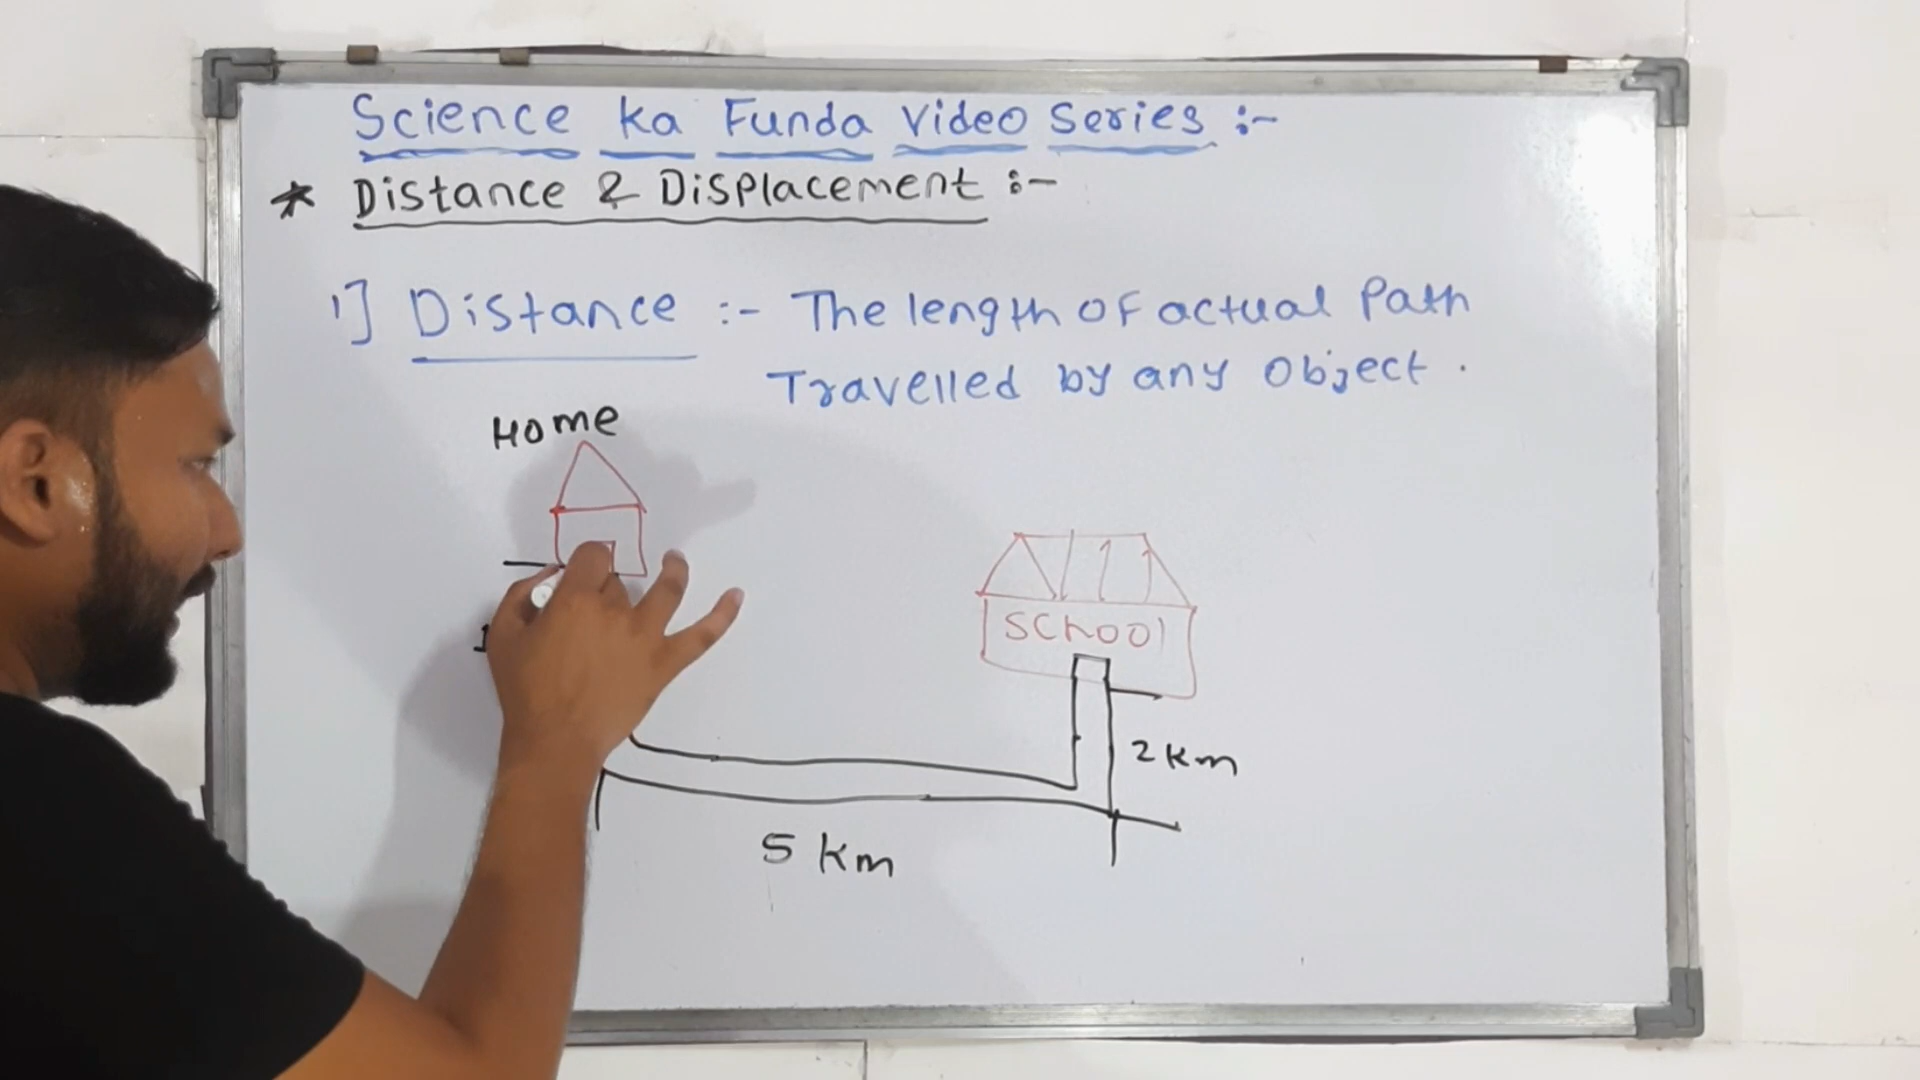 Science ka Funda Video Series :-
* Distance & Displacement :-
1] Distance :- The length of actual Path
Travelled by any object.
Home
School
2 km
5 km